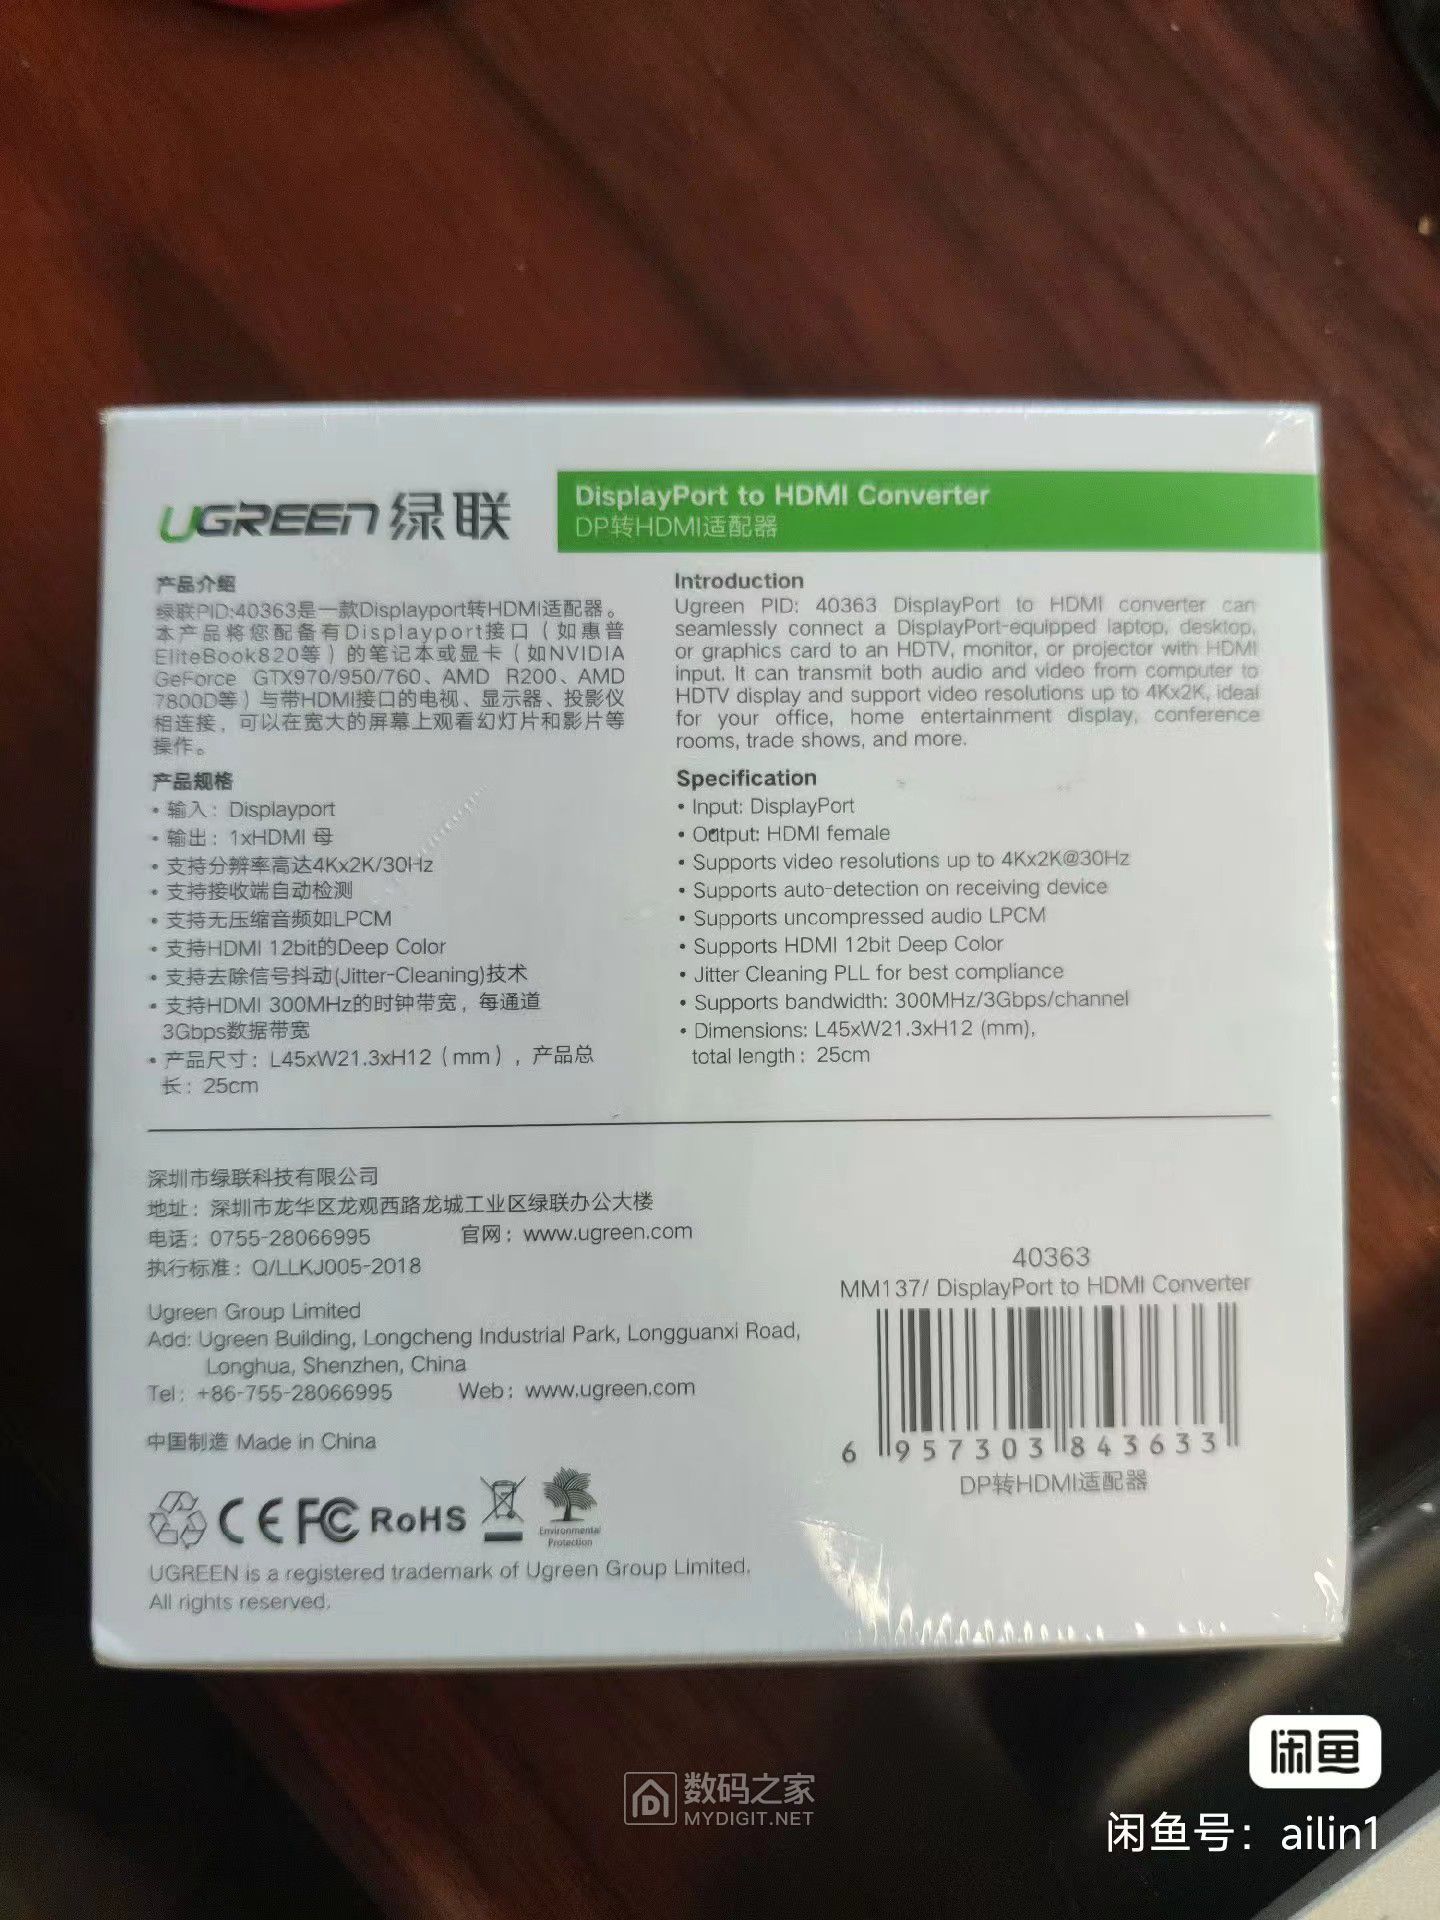 UGREEN 绿联
DisplayPort to HDMI Converter
DP转HDMI适配器
产品介绍
绿联PID:40363是一款Displayport转HDMI适配器。
本产品将您配备有Displayport接口（如惠普
EliteBook820等）的笔记本或显卡（如NVIDIA
GeForce GTX970/950/760、AMD R200、AMD
7800D等）与带HDMI接口的电视、显示器、投影仪
相连接，可以在宽大的屏幕上观看幻灯片和影片等
操作。
产品规格
• 输入：Displayport
• 输出：1xHDMI 母
• 支持分辨率高达4Kx2K/30Hz
• 支持接收端自动检测
• 支持无压缩音频如LPCM
• 支持HDMI 12bit的Deep Color
• 支持去除信号抖动(Jitter-Cleaning)技术
• 支持HDMI 300MHz的时钟带宽，每通道
3Gbps数据带宽
• 产品尺寸：L45xW21.3xH12（mm），产品总
长：25cm
Introduction
Ugreen PID: 40363 DisplayPort to HDMI converter can
seamlessly connect a DisplayPort-equipped laptop, desktop,
or graphics card to an HDTV, monitor, or projector with HDMI
input. It can transmit both audio and video from computer to
HDTV display and support video resolutions up to 4Kx2K, ideal
for your office, home entertainment display, conference
rooms, trade shows, and more.
Specification
• Input: DisplayPort
• Output: HDMI female
• Supports video resolutions up to 4Kx2K@30Hz
• Supports auto-detection on receiving device
• Supports uncompressed audio LPCM
• Supports HDMI 12bit Deep Color
• Jitter Cleaning PLL for best compliance
• Supports bandwidth: 300MHz/3Gbps/channel
• Dimensions: L45xW21.3xH12 (mm),
total length：25cm
深圳市绿联科技有限公司
地址：深圳市龙华区龙观西路龙城工业区绿联办公大楼
电话：0755-28066995 官网：www.ugreen.com
执行标准：Q/LLKJ005-2018
Ugreen Group Limited
Add: Ugreen Building, Longcheng Industrial Park, Longguanxi Road,
Longhua, Shenzhen, China
Tel：+86-755-28066995 Web：www.ugreen.com
中国制造 Made in China
CE FC RoHS
Environmental
Protection
UGREEN is a registered trademark of Ugreen Group Limited.
All rights reserved.
40363
MM137/ DisplayPort to HDMI Converter
6 957303 843633
DP转HDMI适配器
闲鱼
数码之家
MYDIGIT.NET
闲鱼号：ailin1